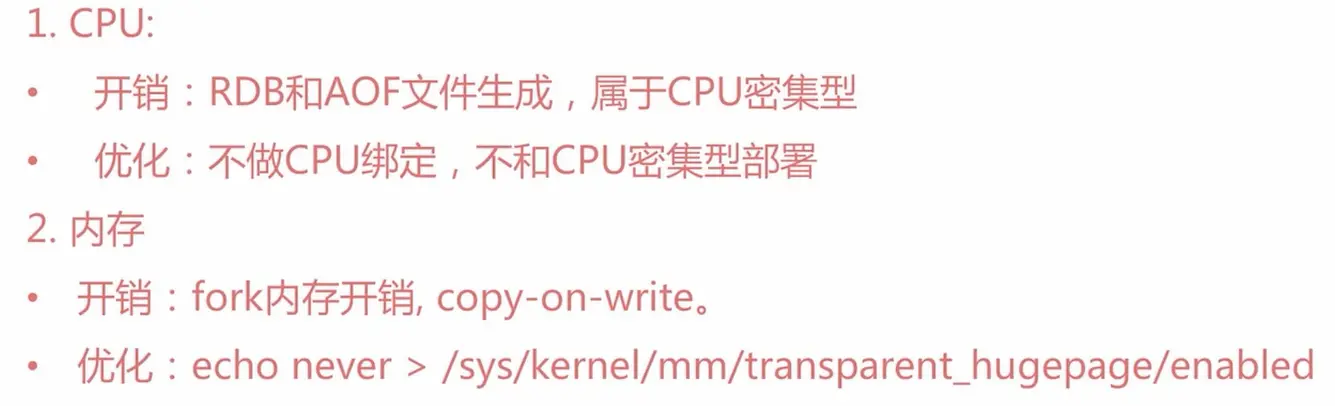 1. CPU:
• 开销：RDB和AOF文件生成，属于CPU密集型
• 优化：不做CPU绑定，不和CPU密集型部署
2. 内存
• 开销：fork内存开销, copy-on-write。
• 优化：echo never > /sys/kernel/mm/transparent_hugepage/enabled